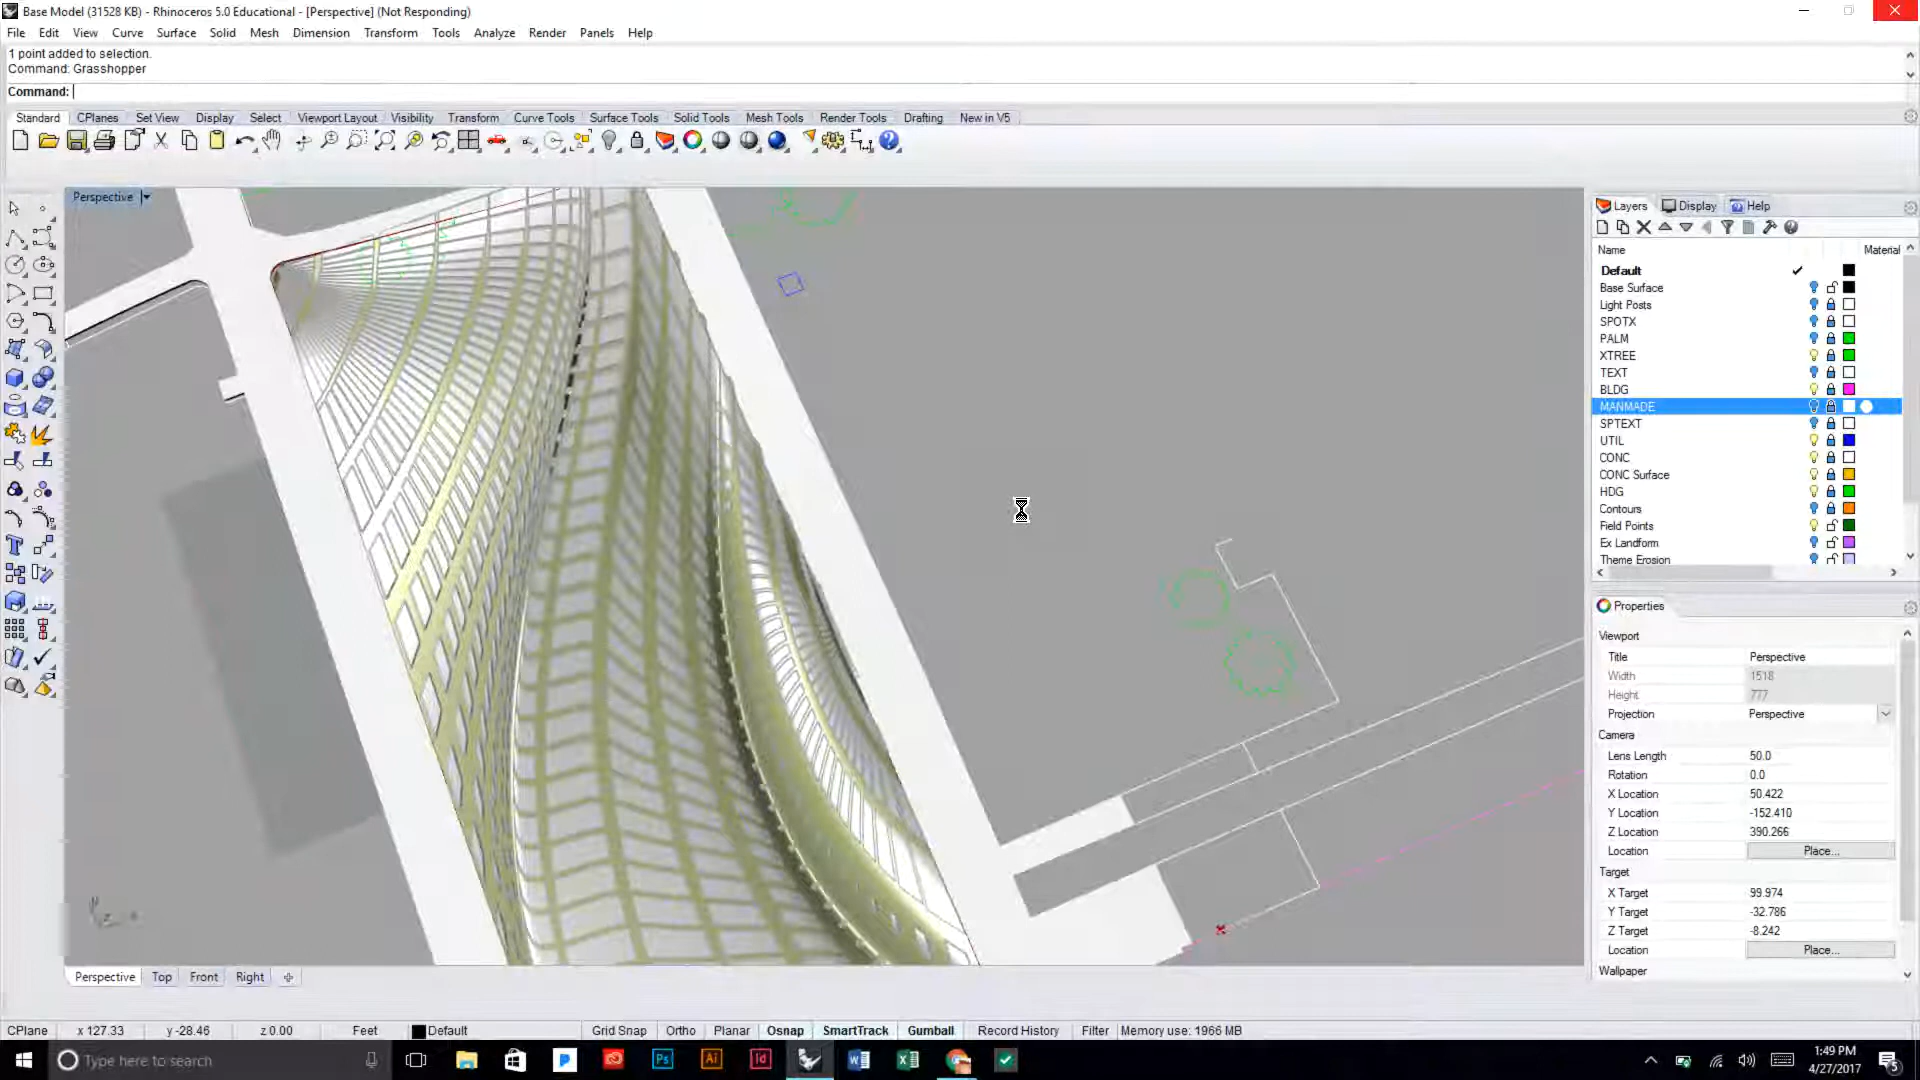 Base Model (31528 KB) - Rhinoceros 5.0 Educational - [Perspective] (Not Responding)
File Edit View Curve Surface Solid Mesh Dimension Transform Tools Analyze Render Panels Help
1 point added to selection.
Command: Grasshopper
Command:
Standard CPlanes Set View Display Select Viewport Layout Visibility Transform Curve Tools Surface Tools Solid Tools Mesh Tools Render Tools Drafting New in V5
Perspective
Layers Display Help
Name Material
Default
Base Surface
Light Posts
SPOTX
PALM
XTREE
TEXT
BLDG
MANMADE
SPTEXT
UTIL
CONC
CONC Surface
HDG
Contours
Field Points
Ex Landform
Theme Erosion
Properties
Viewport
Title Perspective
Width 1518
Height 777
Projection Perspective
Camera
Lens Length 50.0
Rotation 0.0
X Location 50.422
Y Location -152.410
Z Location 390.266
Location Place...
Target
X Target 99.974
Y Target -32.786
Z Target -8.242
Location Place...
Wallpaper
Perspective Top Front Right
CPlane x 127.33 y -28.46 z 0.00 Feet Default Grid Snap Ortho Planar Osnap SmartTrack Gumball Record History Filter Memory use: 1966 MB
Type here to search
1:49 PM
4/27/2017